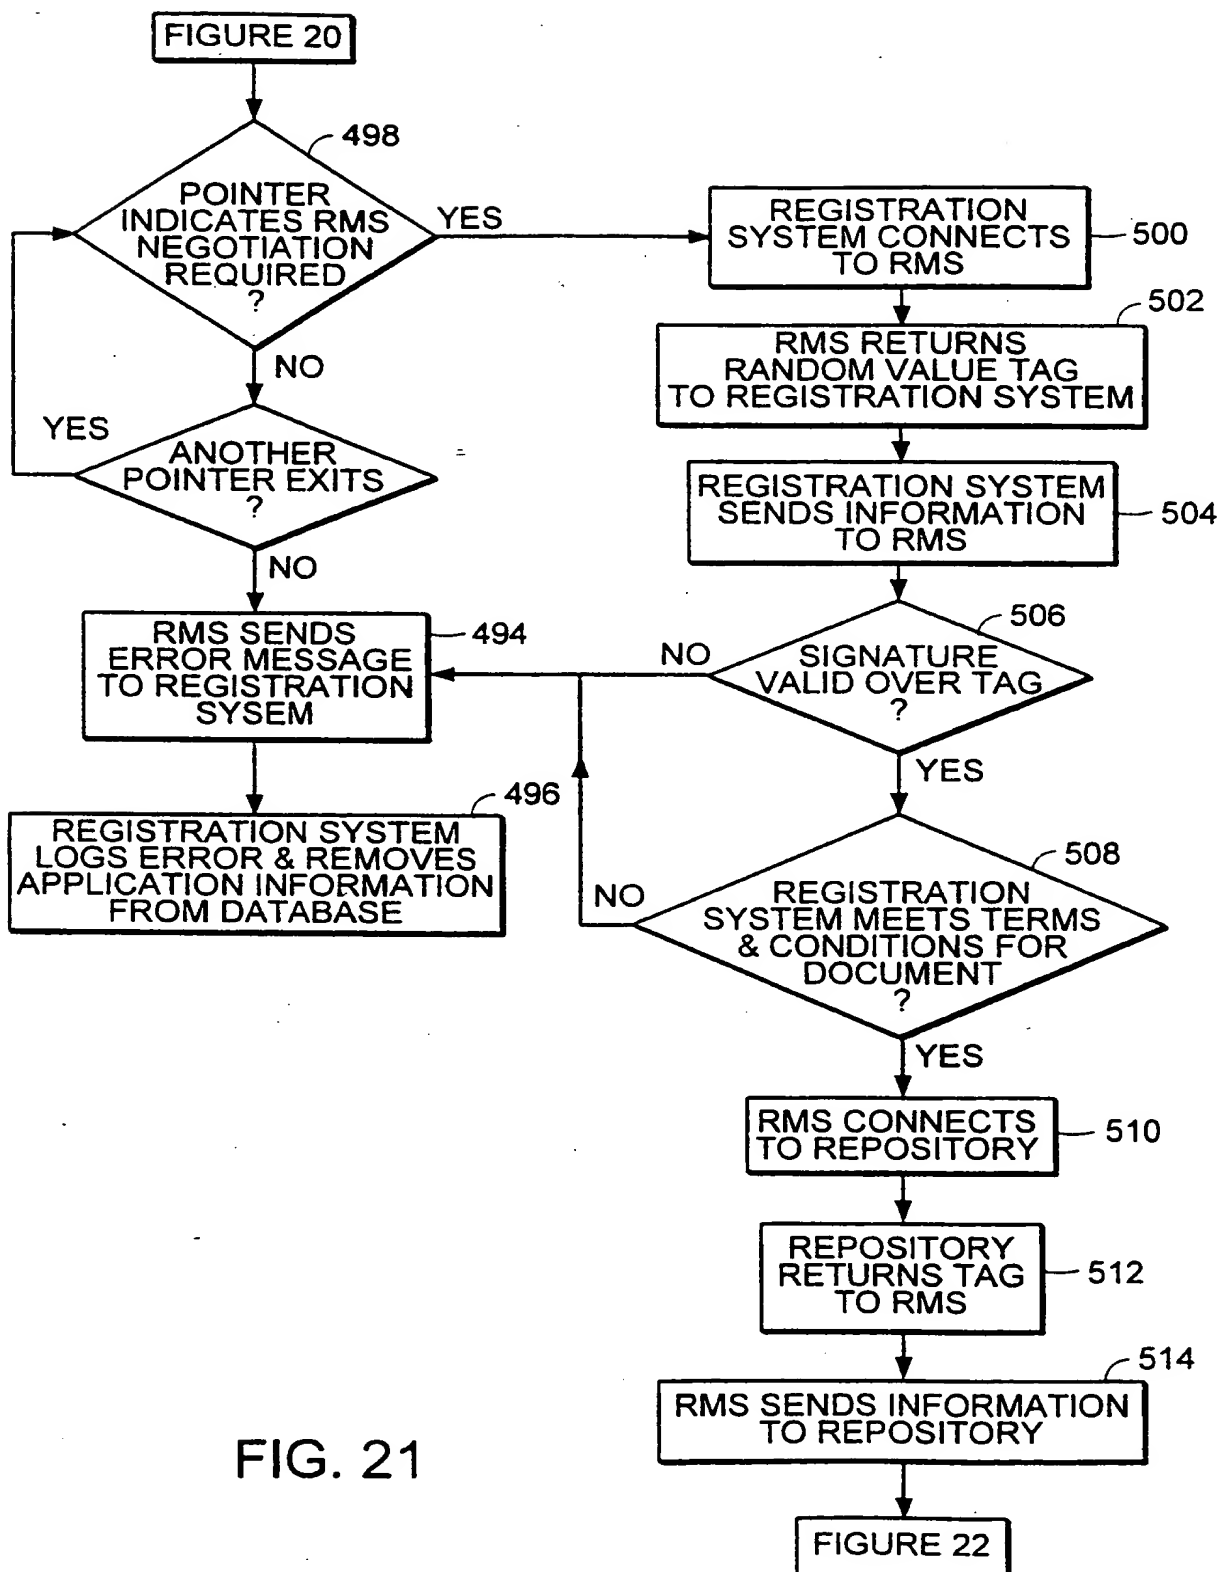 FIGURE 20
498
POINTER
INDICATES RMS
NEGOTIATION
REQUIRED
?
YES
NO
YES
ANOTHER
POINTER EXITS
?
NO
RMS SENDS
ERROR MESSAGE
TO REGISTRATION
SYSEM
494
REGISTRATION SYSTEM
LOGS ERROR & REMOVES
APPLICATION INFORMATION
FROM DATABASE
496
REGISTRATION
SYSTEM CONNECTS
TO RMS
500
502
RMS RETURNS
RANDOM VALUE TAG
TO REGISTRATION SYSTEM
REGISTRATION SYSTEM
SENDS INFORMATION
TO RMS
504
506
SIGNATURE
VALID OVER TAG
?
NO
YES
508
REGISTRATION
SYSTEM MEETS TERMS
& CONDITIONS FOR
DOCUMENT
?
NO
YES
RMS CONNECTS
TO REPOSITORY
510
REPOSITORY
RETURNS TAG
TO RMS
512
514
RMS SENDS INFORMATION
TO REPOSITORY
FIGURE 22
FIG. 21